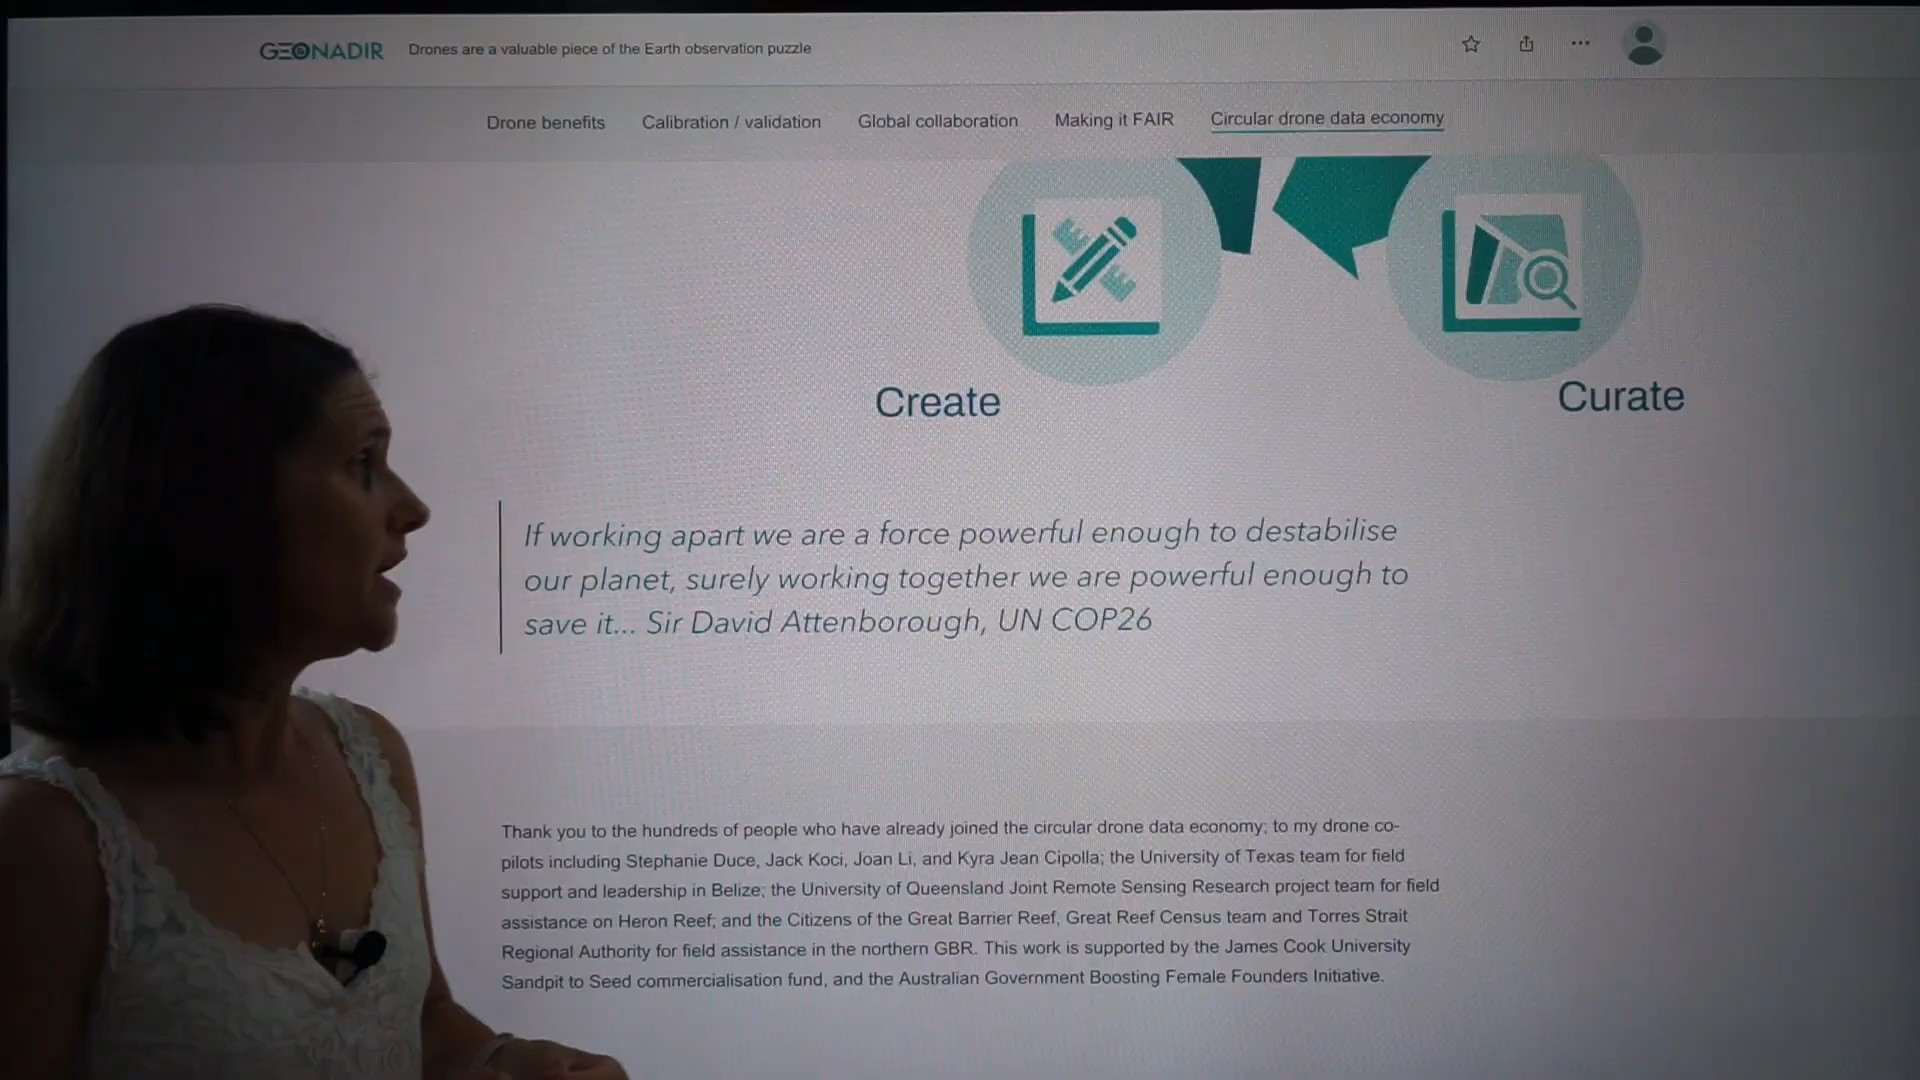 GEONADIR Drones are a valuable piece of the Earth observation puzzle
Drone benefits Calibration / validation Global collaboration Making it FAIR Circular drone data economy
Create
Curate
If working apart we are a force powerful enough to destabilise
our planet, surely working together we are powerful enough to
save it... Sir David Attenborough, UN COP26
Thank you to the hundreds of people who have already joined the circular drone data economy; to my drone co-
pilots including Stephanie Duce, Jack Koci, Joan Li, and Kyra Jean Cipolla; the University of Texas team for field
support and leadership in Belize; the University of Queensland Joint Remote Sensing Research project team for field
assistance on Heron Reef; and the Citizens of the Great Barrier Reef, Great Reef Census team and Torres Strait
Regional Authority for field assistance in the northern GBR. This work is supported by the James Cook University
Sandpit to Seed commercialisation fund, and the Australian Government Boosting Female Founders Initiative.